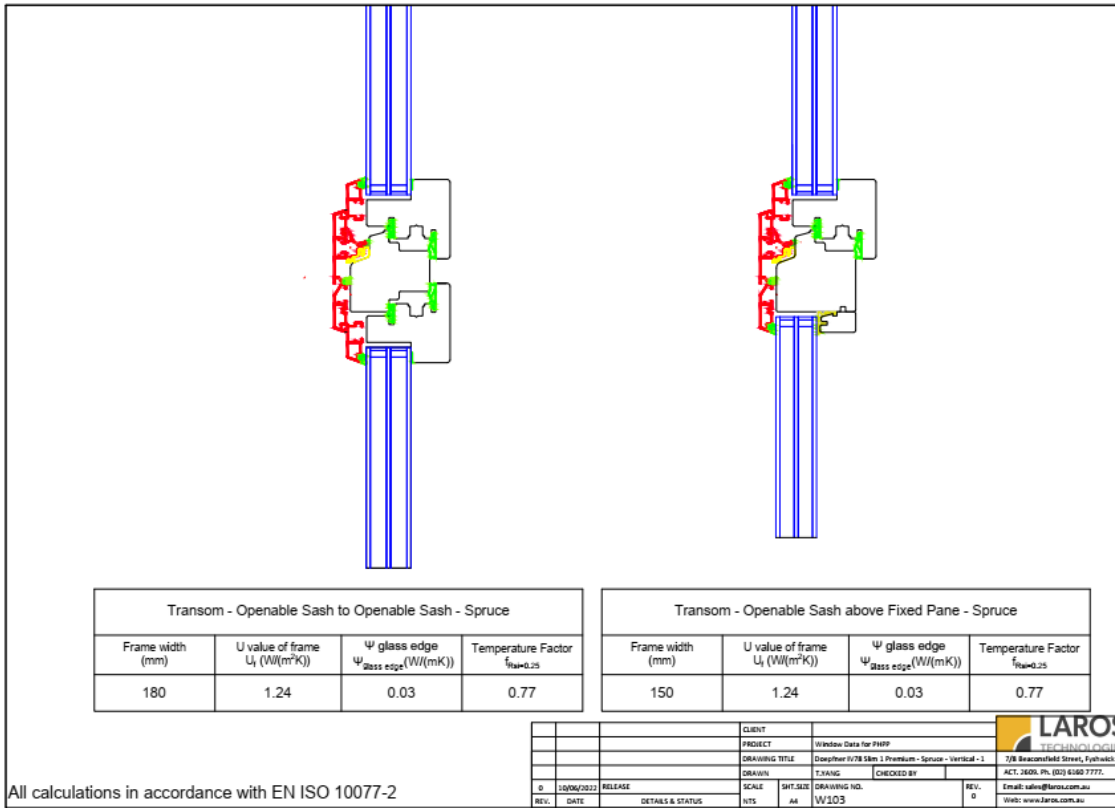 Transom - Openable Sash to Openable Sash - Spruce
Frame width (mm)
U value of frame Uf (W/(m²K))
Ψ glass edge Ψglass edge(W/(mK))
Temperature Factor fRsi=0.25
180 1.24 0.03 0.77
Transom - Openable Sash above Fixed Pane - Spruce
Frame width (mm)
U value of frame Uf (W/(m²K))
Ψ glass edge Ψglass edge(W/(mK))
Temperature Factor fRsi=0.25
150 1.24 0.03 0.77
All calculations in accordance with EN ISO 10077-2
0 10/06/2022 RELEASE
REV. DATE DETAILS & STATUS
CLIENT
PROJECT Window Data for PHPP
DRAWING TITLE Doepfner IV78 Slim 1 Premium - Spruce - Vertical - 1
DRAWN T.YANG CHECKED BY
SCALE SHT.SIZE DRAWING NO. REV.
NTS A4 W103 0
LAROS
TECHNOLOGIE
7/8 Beaconsfield Street, Fyshwick
ACT. 2609. Ph. (02) 6160 7777.
Email: sales@laros.com.au
Web: www.laros.com.au